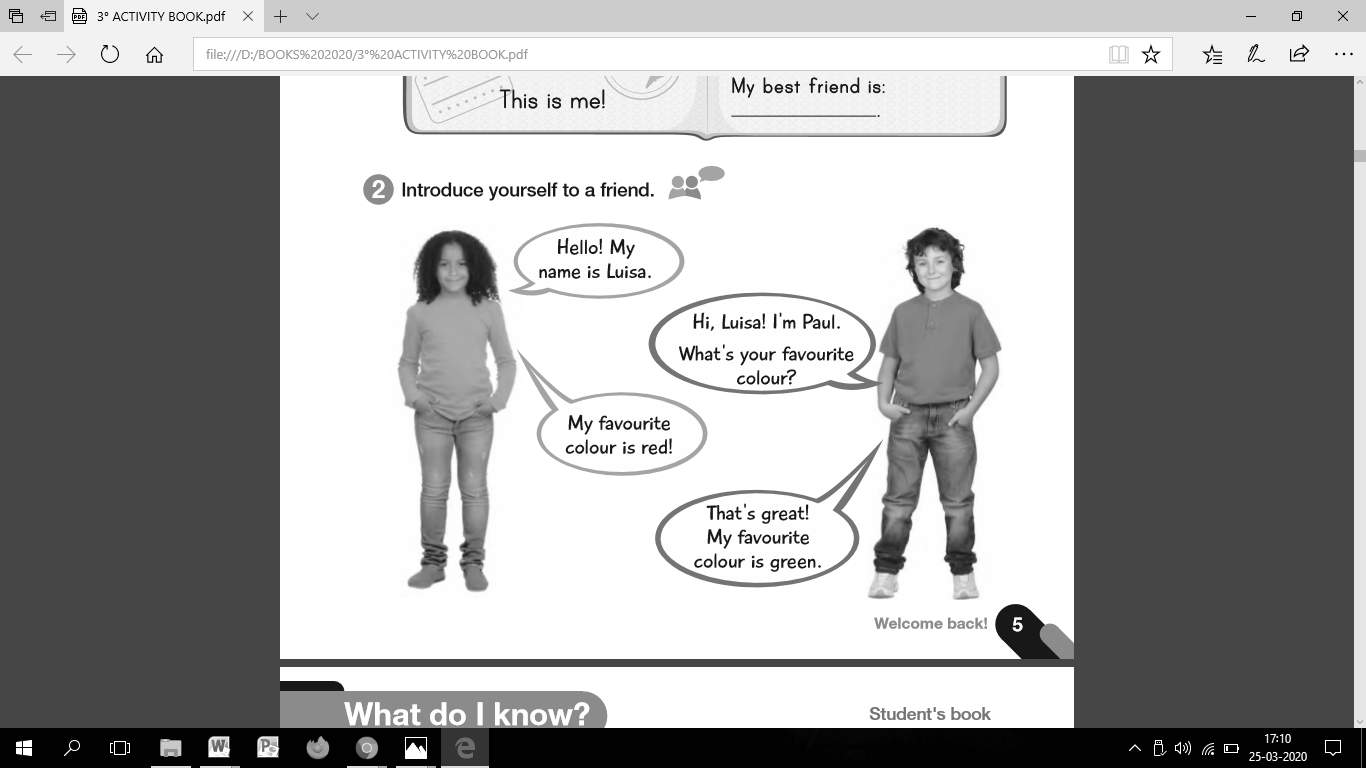 3° ACTIVITY BOOK.pdf
file:///D:/BOOKS%202020/3°%20ACTIVITY%20BOOK.pdf
This is me!
My best friend is:
____________.
2 Introduce yourself to a friend.
Hello! My
name is Luisa.
Hi, Luisa! I'm Paul.
What's your favourite
colour?
My favourite
colour is red!
That's great!
My favourite
colour is green.
Welcome back! 5
What do I know?
Student's book
17:10
25-03-2020